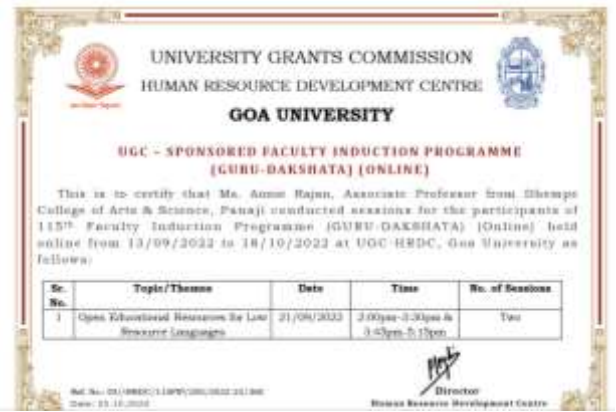 UNIVERSITY GRANTS COMMISSION
HUMAN RESOURCE DEVELOPMENT CENTRE
GOA UNIVERSITY
UGC – SPONSORED FACULTY INDUCTION PROGRAMME
(GURU-DAKSHATA) (ONLINE)
This is to certify that Ms. Annie Rajan, Associate Professor from Dhempe
College of Arts & Science, Panaji conducted sessions for the participants of
115th Faculty Induction Programme (GURU-DAKSHATA) (Online) held
online from 13/09/2022 to 18/10/2022 at UGC-HRDC, Goa University as
follows:
Sr. No. Topic/Themes Date Time No. of Sessions
1 Open Educational Resources for Low Resource Languages 21/09/2022 2:00pm-3:30pm & 3:45pm-5:15pm Two
Director
Human Resource Development Centre